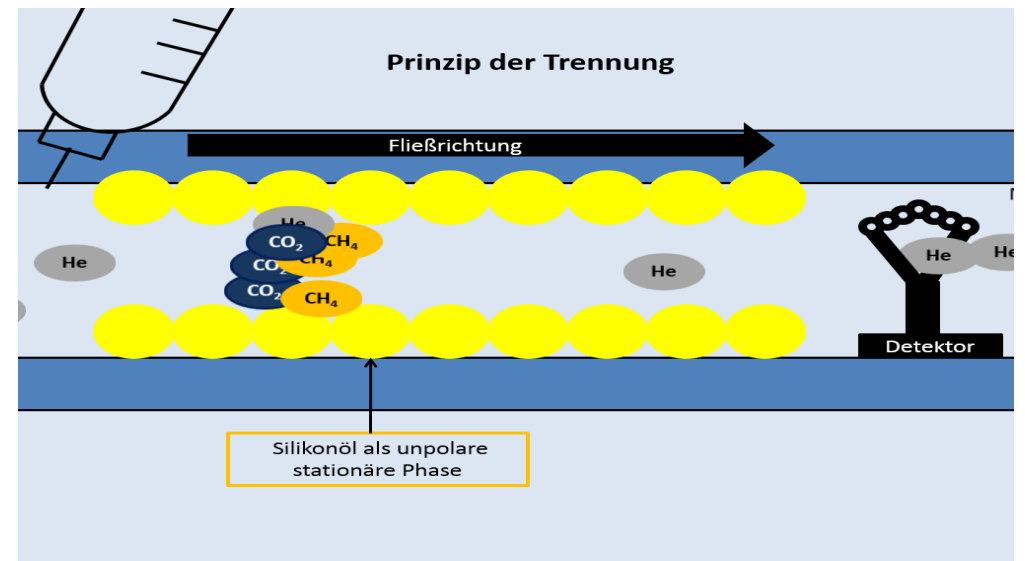 Prinzip der Trennung
Fließrichtung
He
CO₂
CH₄
He
CO₂
CH₄
CO₂
CH₄
He
He
He
Detektor
Silikonöl als unpolare
stationäre Phase